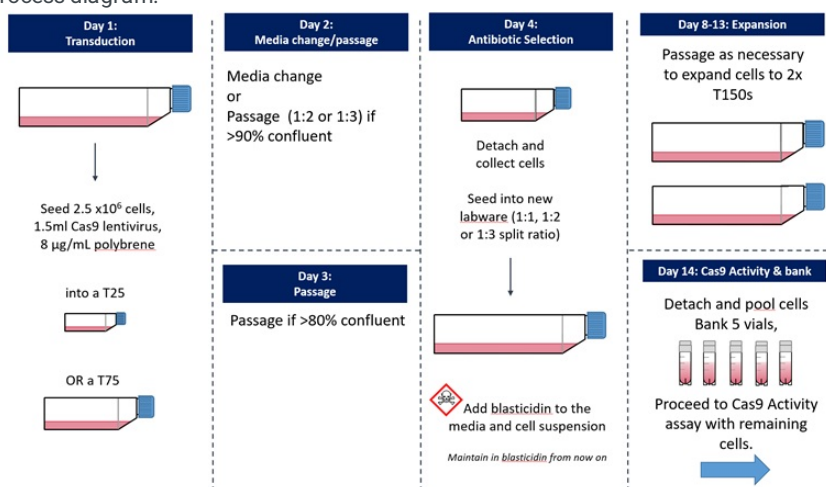 rocess diagram.
Day 1:
Transduction
Seed 2.5 x10⁶ cells,
1.5ml Cas9 lentivirus,
8 µg/mL polybrene
into a T25
OR a T75
Day 2:
Media change/passage
Media change
or
Passage (1:2 or 1:3) if
>90% confluent
Day 3:
Passage
Passage if >80% confluent
Day 4:
Antibiotic Selection
Detach and
collect cells
Seed into new
labware (1:1, 1:2
or 1:3 split ratio)
Add blasticidin to the
media and cell suspension
Maintain in blasticidin from now on
Day 8-13: Expansion
Passage as necessary
to expand cells to 2x
T150s
Day 14: Cas9 Activity & bank
Detach and pool cells
Bank 5 vials,
Proceed to Cas9 Activity
assay with remaining
cells.